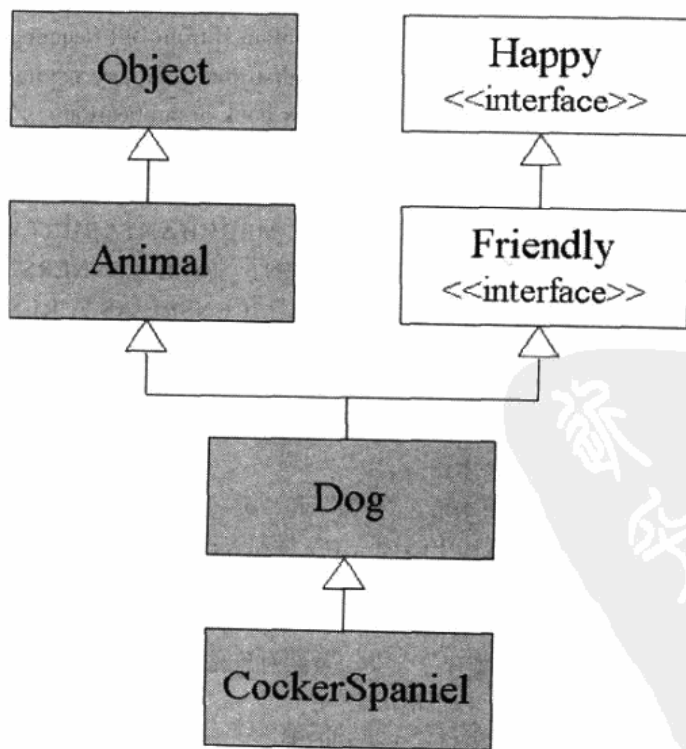 Object
Happy
<<interface>>
Animal
Friendly
<<interface>>
Dog
CockerSpaniel